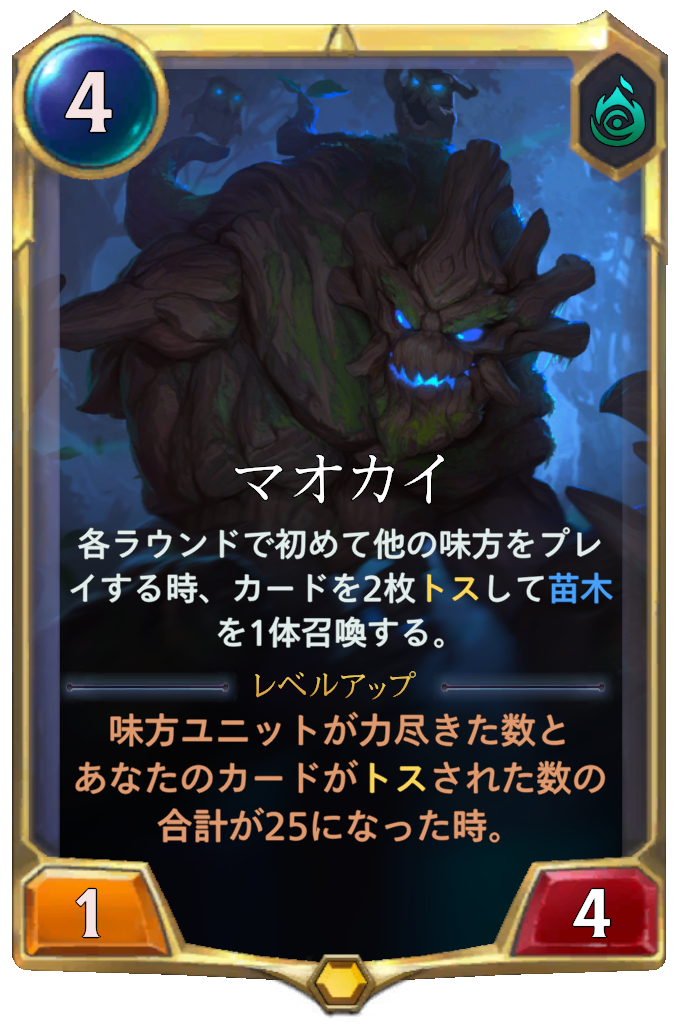 4
マオカイ
各ラウンドで初めて他の味方をプレ
イする時、カードを2枚トスして苗木
を1体召喚する。
レベルアップ
味方ユニットが力尽きた数と
あなたのカードがトスされた数の
合計が25になった時。
1
4